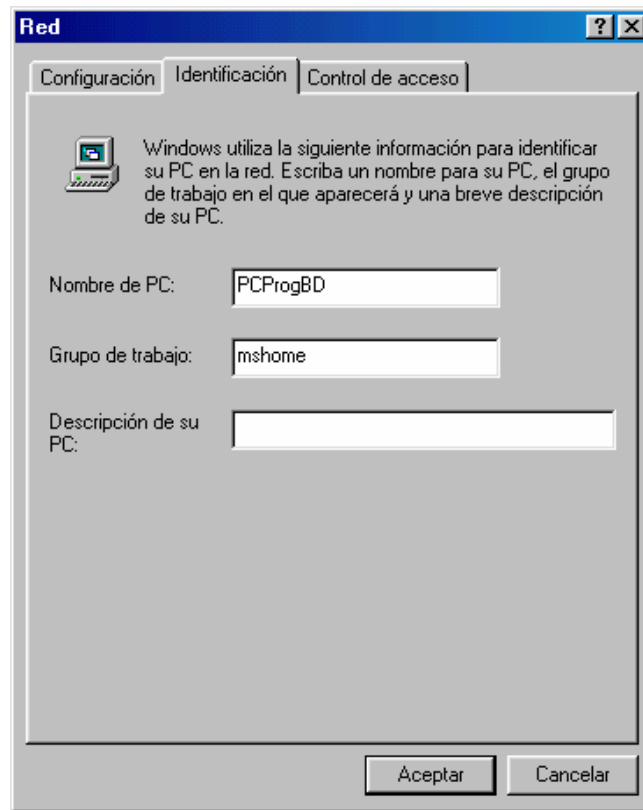 Red
Configuración Identificación Control de acceso
Windows utiliza la siguiente información para identificar
su PC en la red. Escriba un nombre para su PC, el grupo
de trabajo en el que aparecerá y una breve descripción
de su PC.
Nombre de PC: PCProgBD
Grupo de trabajo: mshome
Descripción de su
PC:
Aceptar Cancelar